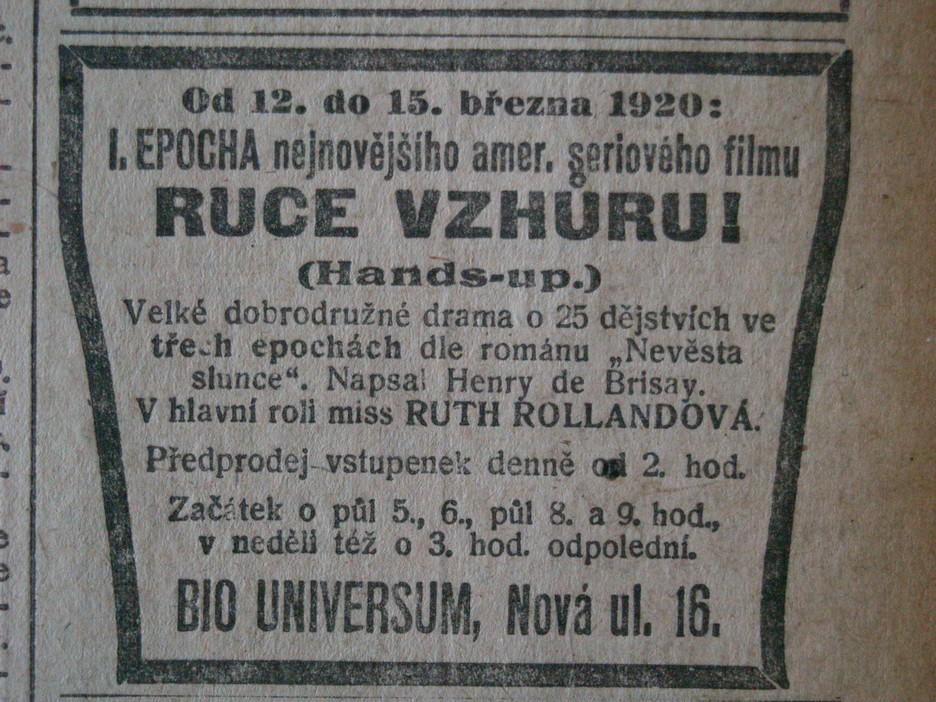 Od 12. do 15. března 1920:
I. EPOCHA nejnovějšího amer. seriového filmu
RUCE VZHŮRU!
(Hands-up.)
Velké dobrodružné drama o 25 dějstvích ve
třech epochách dle románu „Nevěsta
slunce“. Napsal Henry de Brisay.
V hlavní roli miss RUTH ROLLANDOVÁ.
Předprodej vstupenek denně od 2. hod.
Začátek o půl 5., 6., půl 8. a 9. hod.,
v neděli též o 3. hod. odpolední.
BIO UNIVERSUM, Nová ul. 16.